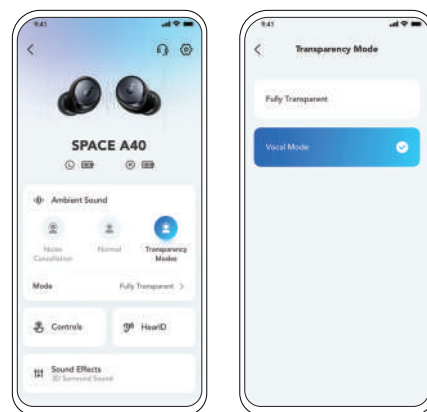 9:41
SPACE A40
L
R
Ambient Sound
Noise Cancellation
Normal
Transparency Modes
Mode
Fully Transparent >
Controls
HearID
Sound Effects
3D Surround Sound
9:41
Transparency Mode
Fully Transparent
Vocal Mode